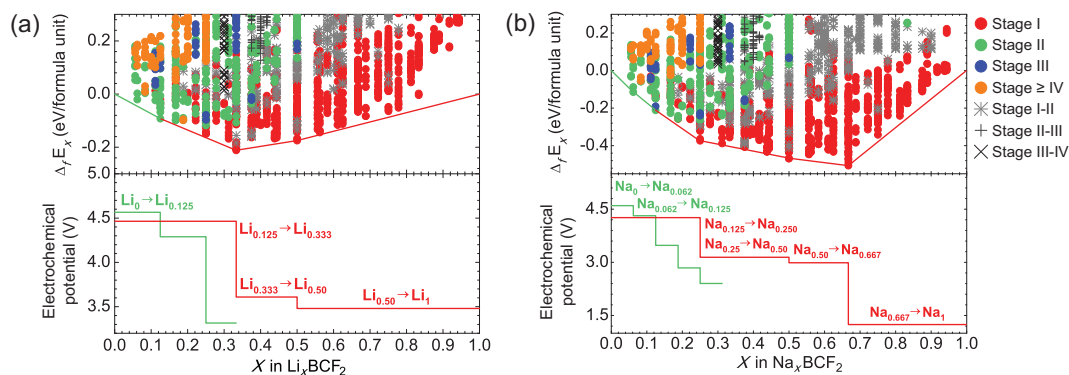 (a)
Δ_f E_x (eV/formula unit)
0.2
0.0
-0.2
5.0
4.5
4.0
3.5
Electrochemical
potential (V)
Li₀→Li₀.₁₂₅
Li₀.₁₂₅→Li₀.₃₃₃
Li₀.₃₃₃→Li₀.₅₀
Li₀.₅₀→Li₁
0.0 0.1 0.2 0.3 0.4 0.5 0.6 0.7 0.8 0.9 1.0
X in LiₓBCF₂
(b)
Δ_f E_x (eV/formula unit)
0.2
0.0
-0.2
-0.4
4.5
3.0
1.5
Electrochemical
potential (V)
Na₀→Na₀.₀₆₂
Na₀.₀₆₂→Na₀.₁₂₅
Na₀.₁₂₅→Na₀.₂₅₀
Na₀.₂₅→Na₀.₅₀
Na₀.₅₀→Na₀.₆₆₇
Na₀.₆₆₇→Na₁
0.0 0.1 0.2 0.3 0.4 0.5 0.6 0.7 0.8 0.9 1.0
X in NaₓBCF₂
Stage I
Stage II
Stage III
Stage ≥ IV
Stage I-II
Stage II-III
Stage III-IV